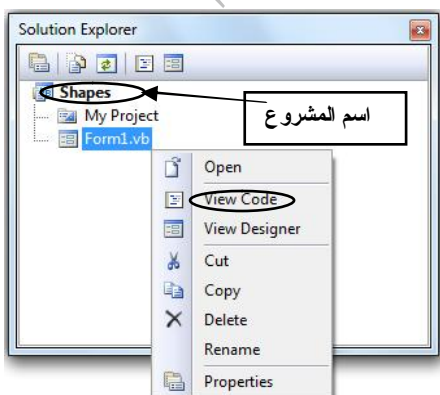 Solution Explorer
Shapes
اسم المشروع
My Project
Form1.vb
Open
View Code
View Designer
Cut
Copy
Delete
Rename
Properties